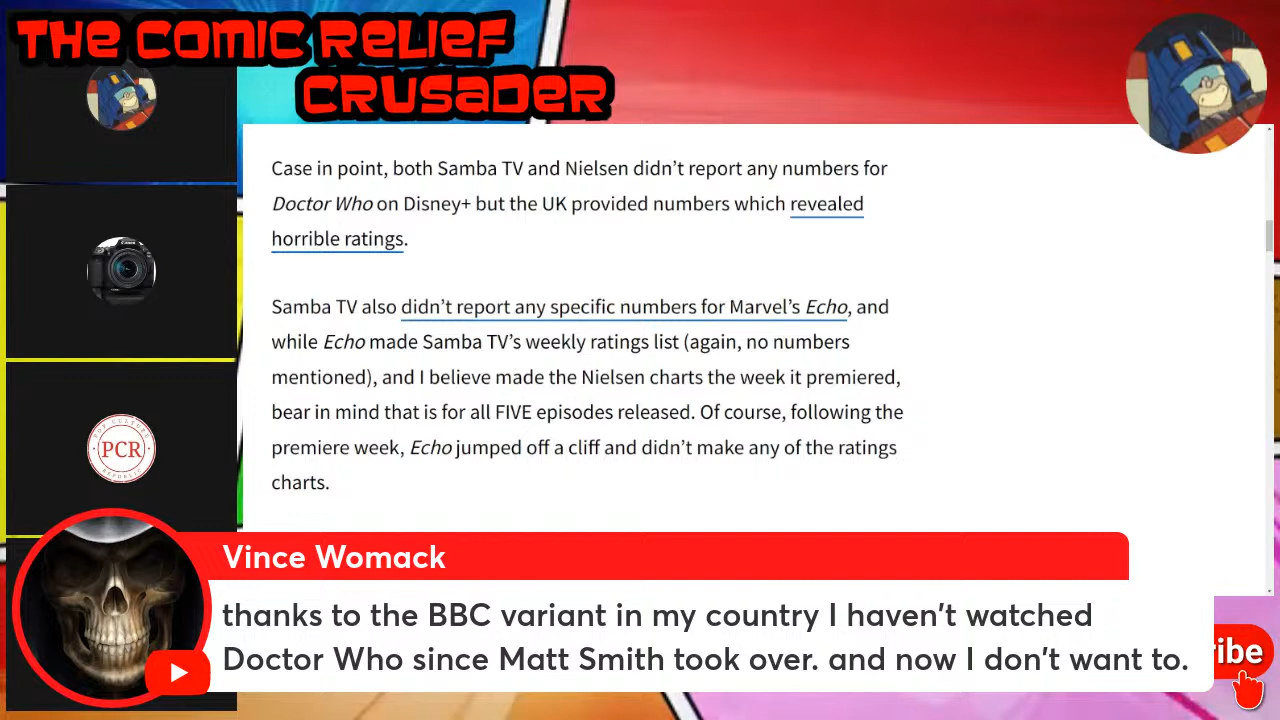 THE COMIC RELIEF
CRUSADER
Case in point, both Samba TV and Nielsen didn't report any numbers for
Doctor Who on Disney+ but the UK provided numbers which revealed
horrible ratings.
Samba TV also didn't report any specific numbers for Marvel's Echo, and
while Echo made Samba TV's weekly ratings list (again, no numbers
mentioned), and I believe made the Nielsen charts the week it premiered,
bear in mind that is for all FIVE episodes released. Of course, following the
premiere week, Echo jumped off a cliff and didn't make any of the ratings
charts.
POP CULTURE
PCR
REPUBLIC
Vince Womack
thanks to the BBC variant in my country I haven't watched
Doctor Who since Matt Smith took over. and now I don't want to.
ribe